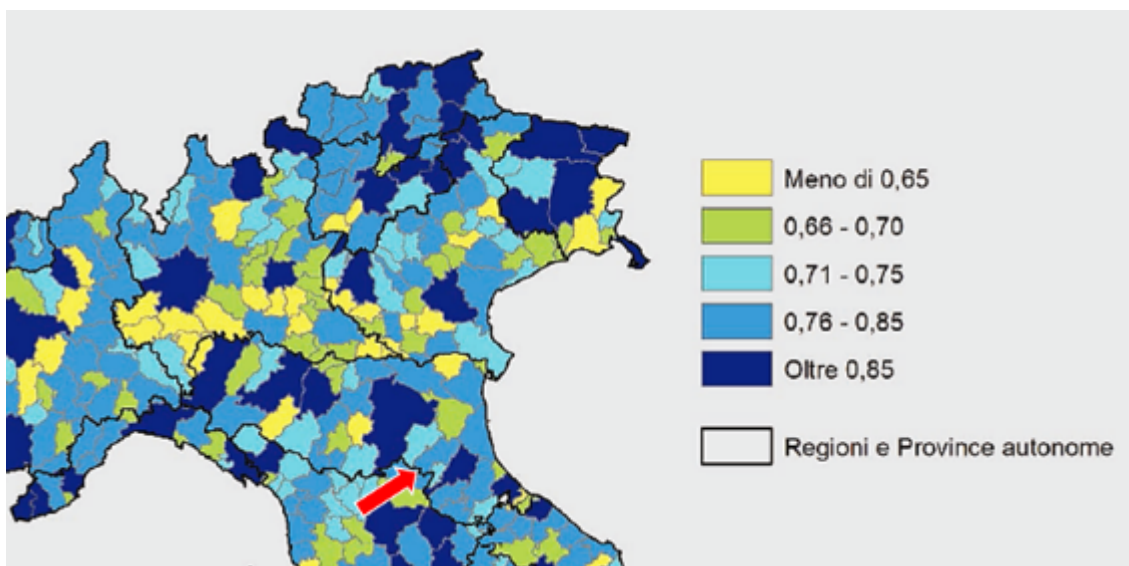 Meno di 0,65
0,66 - 0,70
0,71 - 0,75
0,76 - 0,85
Oltre 0,85
Regioni e Province autonome